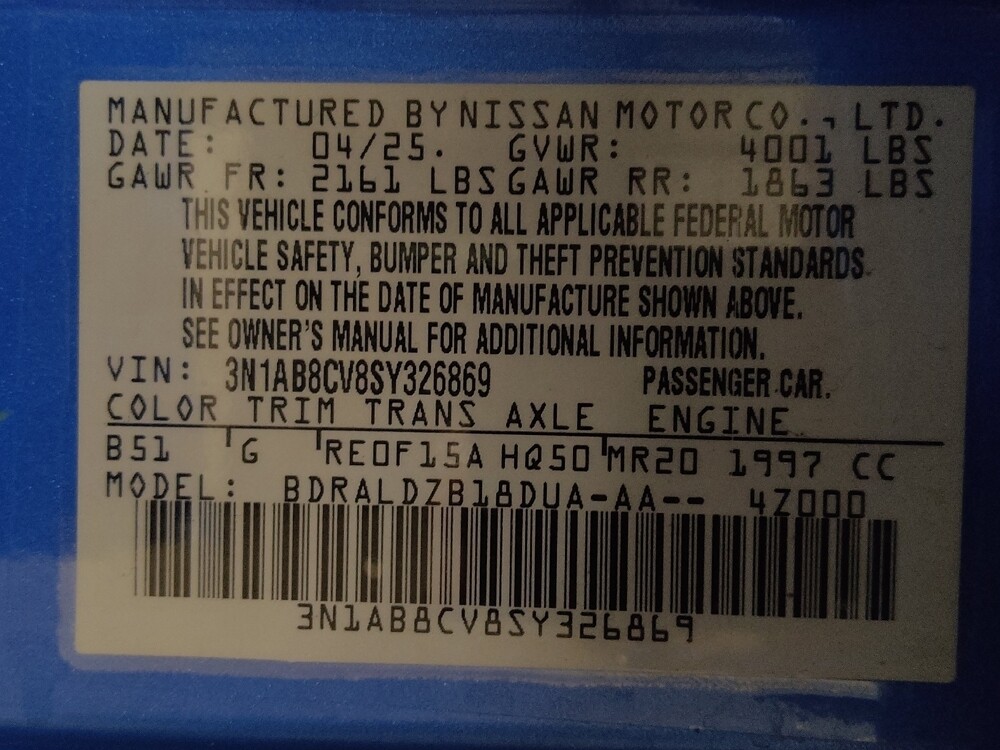 MANUFACTURED BY NISSAN MOTOR CO., LTD.
DATE: 04/25. GVWR: 4001 LBS
GAWR FR: 2161 LBS GAWR RR: 1863 LBS
THIS VEHICLE CONFORMS TO ALL APPLICABLE FEDERAL MOTOR
VEHICLE SAFETY, BUMPER AND THEFT PREVENTION STANDARDS
IN EFFECT ON THE DATE OF MANUFACTURE SHOWN ABOVE.
SEE OWNER'S MANUAL FOR ADDITIONAL INFORMATION.
VIN: 3N1AB8CV8SY326869 PASSENGER CAR.
COLOR TRIM TRANS AXLE ENGINE
B51 G RE0F15A HQ50 MR20 1997 CC
MODEL: BDRALDZB18DUA-AA-- 4Z000
3N1AB8CV8SY326869